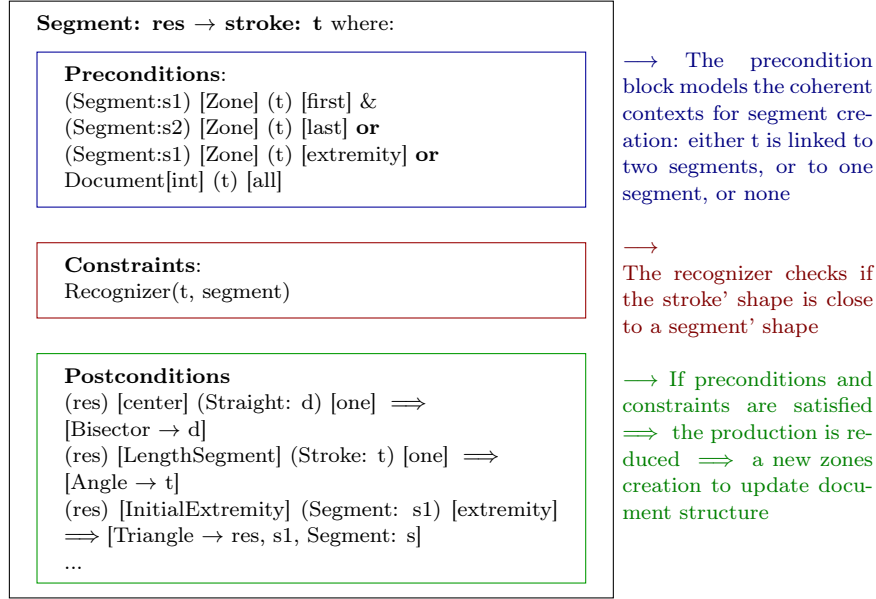 Segment: res → stroke: t where:
Preconditions:
(Segment:s1) [Zone] (t) [first] &
(Segment:s2) [Zone] (t) [last] or
(Segment:s1) [Zone] (t) [extremity] or
Document[int] (t) [all]
⟶ The precondition
block models the coherent
contexts for segment cre-
ation: either t is linked to
two segments, or to one
segment, or none
Constraints:
Recognizer(t, segment)
⟶
The recognizer checks if
the stroke' shape is close
to a segment' shape
Postconditions
(res) [center] (Straight: d) [one] ⟹
[Bisector → d]
(res) [LengthSegment] (Stroke: t) [one] ⟹
[Angle → t]
(res) [InitialExtremity] (Segment: s1) [extremity]
⟹ [Triangle → res, s1, Segment: s]
...
⟶ If preconditions and
constraints are satisfied
⟹ the production is re-
duced ⟹ a new zones
creation to update docu-
ment structure